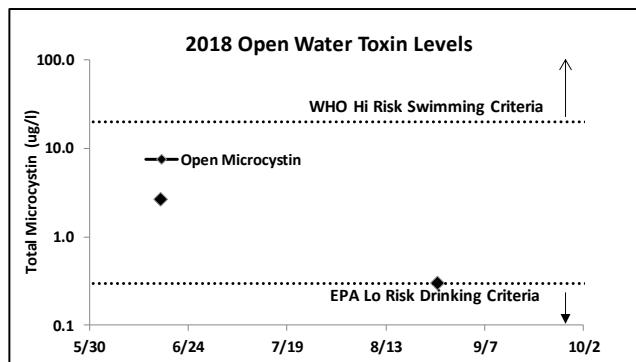 2018 Open Water Toxin Levels
Total Microcystin (ug/l)
100.0
10.0
1.0
0.1
WHO Hi Risk Swimming Criteria
Open Microcystin
EPA Lo Risk Drinking Criteria
5/30 6/24 7/19 8/13 9/7 10/2